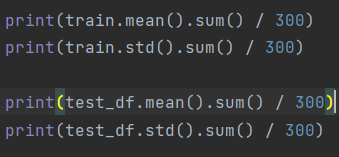 print(train.mean().sum() / 300)
print(train.std().sum() / 300)
print(test_df.mean().sum() / 300)
print(test_df.std().sum() / 300)